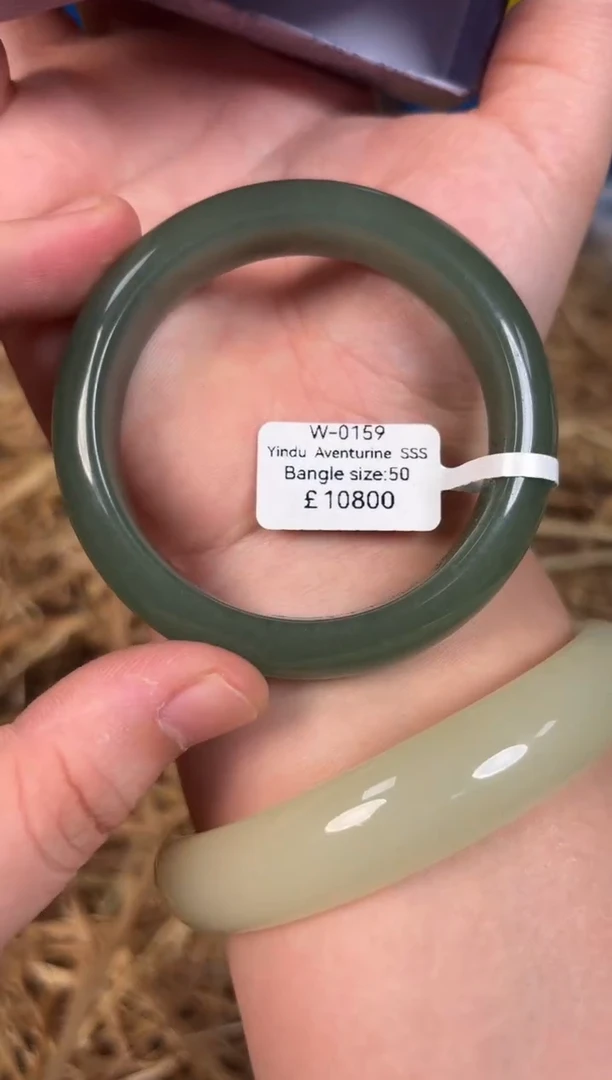 W-0159
Yindu Aventurine SSS
Bangle size:50
£10800